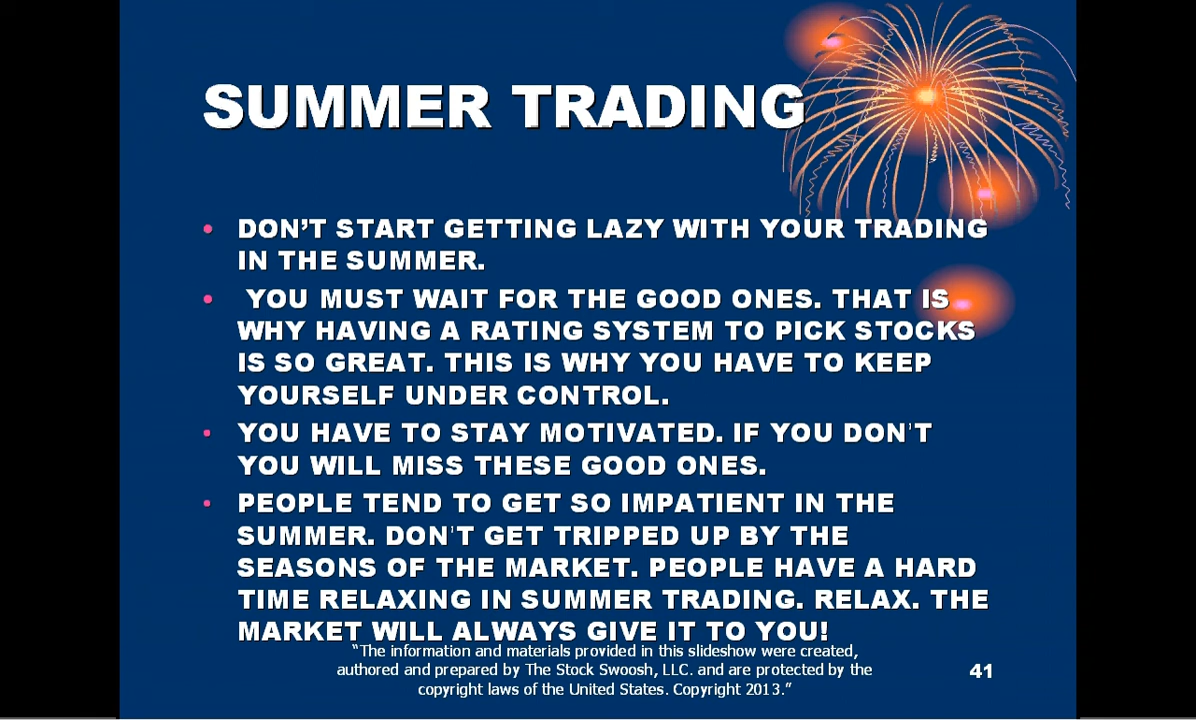 SUMMER TRADING
• DON’T START GETTING LAZY WITH YOUR TRADING
IN THE SUMMER.
• YOU MUST WAIT FOR THE GOOD ONES. THAT IS
WHY HAVING A RATING SYSTEM TO PICK STOCKS
IS SO GREAT. THIS IS WHY YOU HAVE TO KEEP
YOURSELF UNDER CONTROL.
• YOU HAVE TO STAY MOTIVATED. IF YOU DON'T
YOU WILL MISS THESE GOOD ONES.
• PEOPLE TEND TO GET SO IMPATIENT IN THE
SUMMER. DON'T GET TRIPPED UP BY THE
SEASONS OF THE MARKET. PEOPLE HAVE A HARD
TIME RELAXING IN SUMMER TRADING. RELAX. THE
MARKET WILL ALWAYS GIVE IT TO YOU!
“The information and materials provided in this slideshow were created,
authored and prepared by The Stock Swoosh, LLC. and are protected by the
copyright laws of the United States. Copyright 2013.”
41